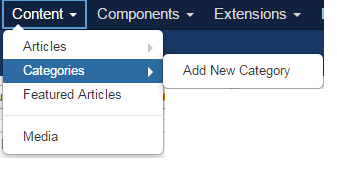 Content Components Extensions
Articles
Categories Add New Category
Featured Articles
Media